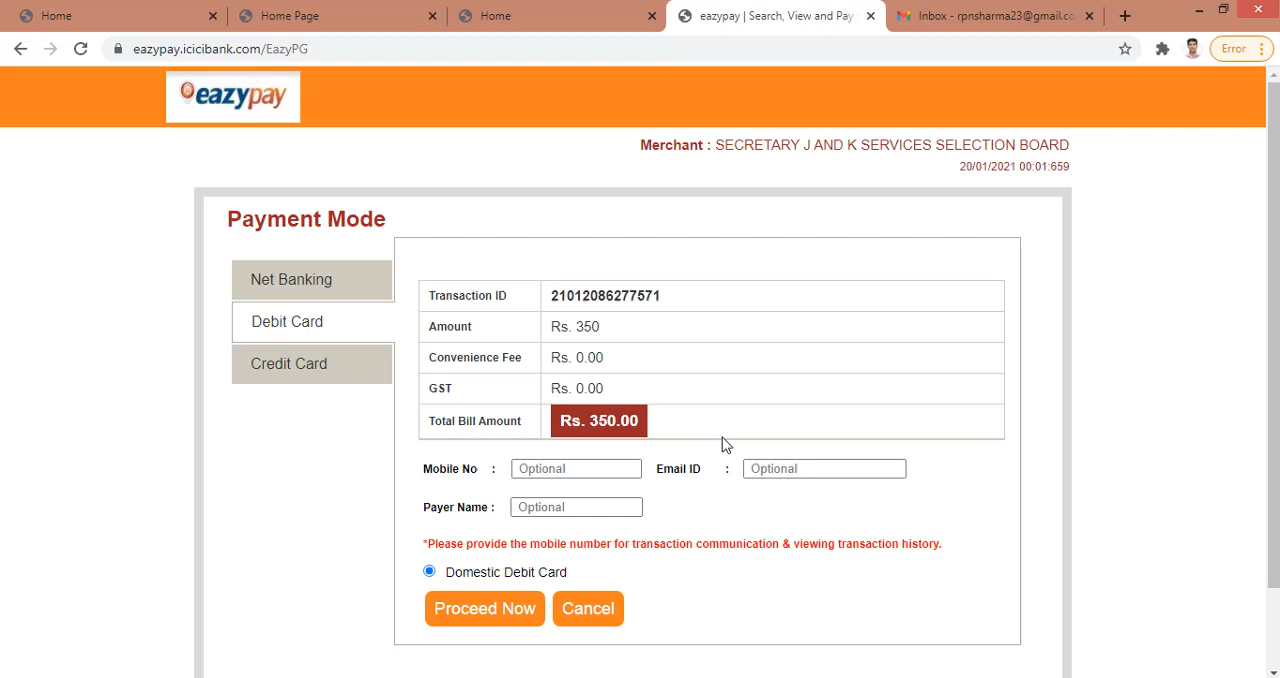 Home
Home Page
Home
eazypay | Search, View and Pay
Inbox - rpnsharma23@gmail.co
eazypay.icicibank.com/EazyPG
Error
eazypay
Merchant : SECRETARY J AND K SERVICES SELECTION BOARD
20/01/2021 00:01:659
Payment Mode
Net Banking
Debit Card
Credit Card
Transaction ID 21012086277571
Amount Rs. 350
Convenience Fee Rs. 0.00
GST Rs. 0.00
Total Bill Amount Rs. 350.00
Mobile No : Optional Email ID : Optional
Payer Name : Optional
*Please provide the mobile number for transaction communication & viewing transaction history.
Domestic Debit Card
Proceed Now Cancel